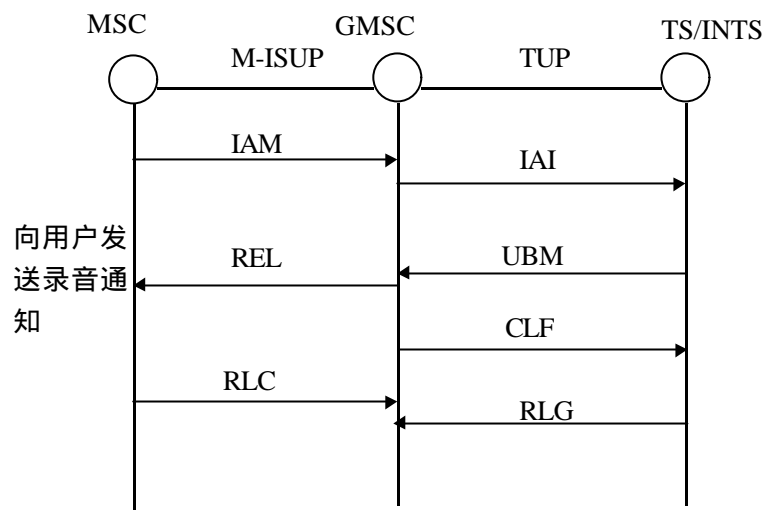 MSC
GMSC
TS/INTS
M-ISUP
TUP
IAM
IAI
向用户发
送录音通
知
REL
UBM
CLF
RLC
RLG